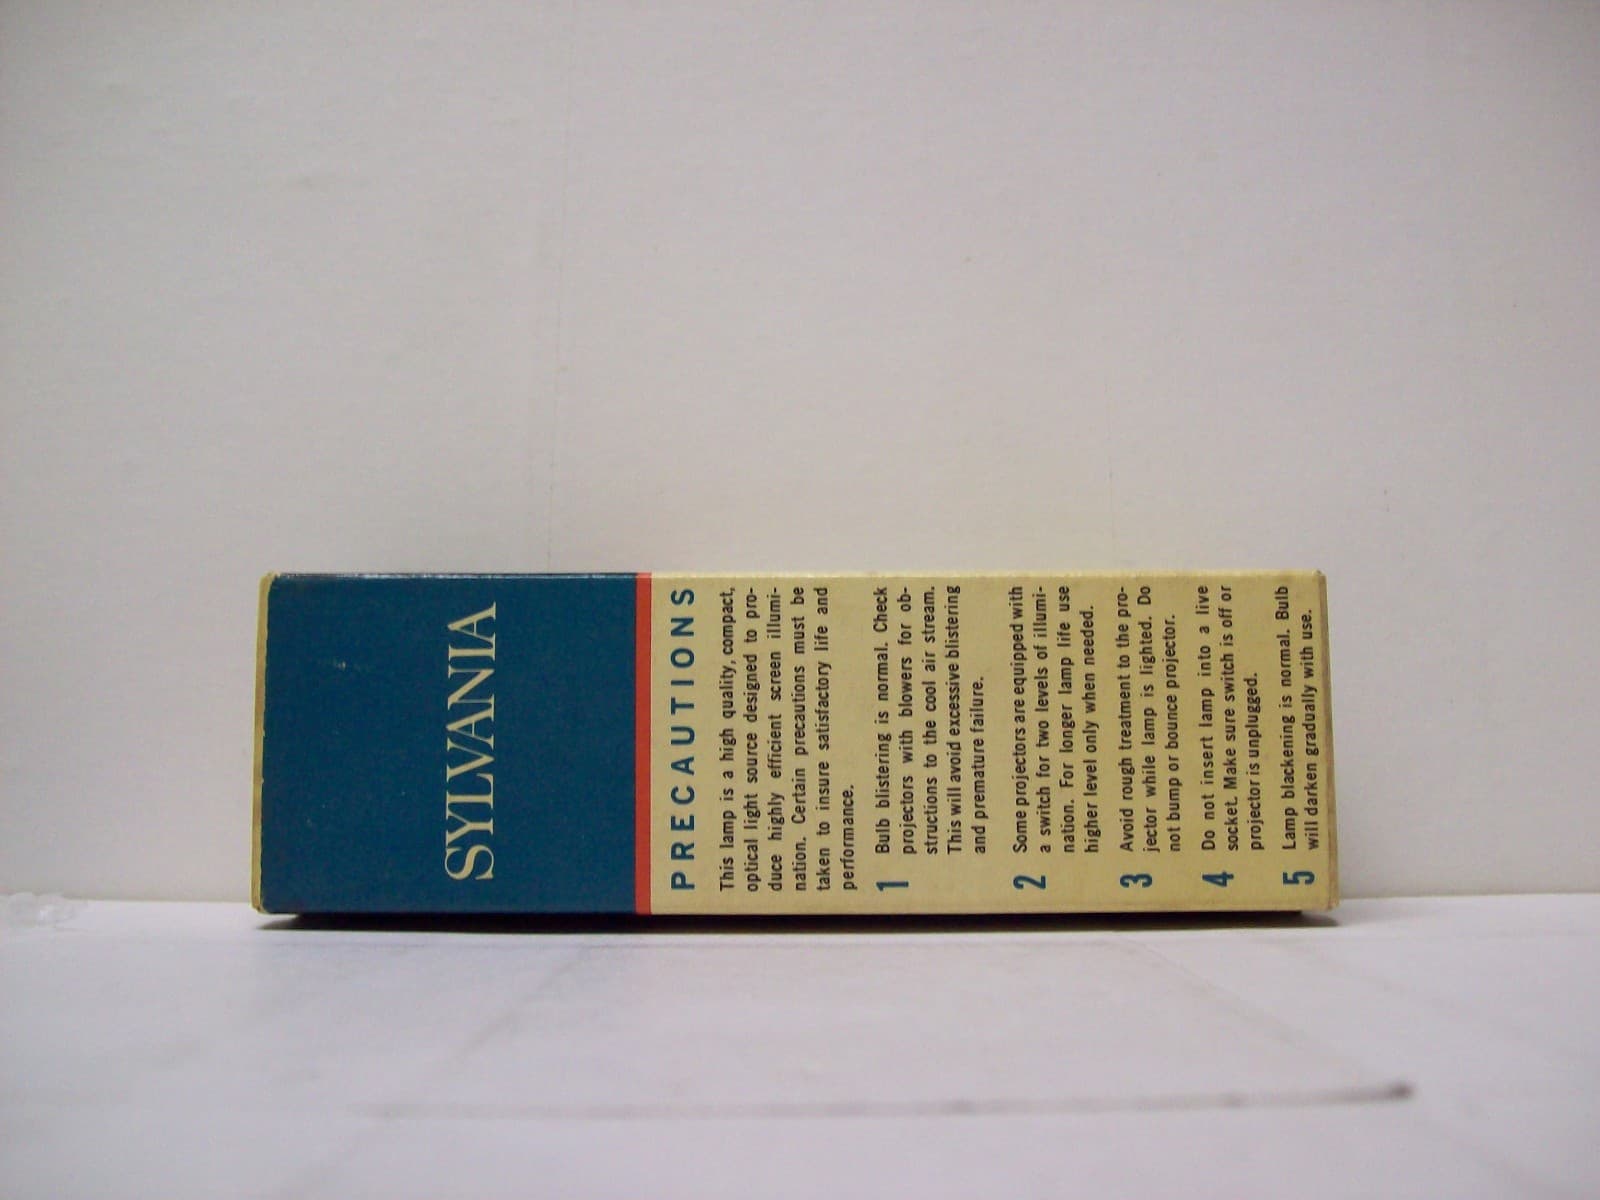 SYLVANIA
PRECAUTIONS
This lamp is a high quality, compact,
optical light source designed to pro-
duce highly efficient screen illumi-
nation. Certain precautions must be
taken to insure satisfactory life and
performance.
1 Bulb blistering is normal. Check
projectors with blowers for ob-
structions to the cool air stream.
This will avoid excessive blistering
and premature failure.
2 Some projectors are equipped with
a switch for two levels of illumi-
nation. For longer lamp life use
higher level only when needed.
3 Avoid rough treatment to the pro-
jector while lamp is lighted. Do
not bump or bounce projector.
4 Do not insert lamp into a live
socket. Make sure switch is off or
projector is unplugged.
5 Lamp blackening is normal. Bulb
will darken gradually with use.